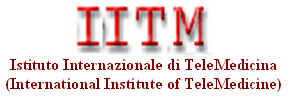 IITM
Istituto Internazionale di TeleMedicina
(International Institute of TeleMedicine)